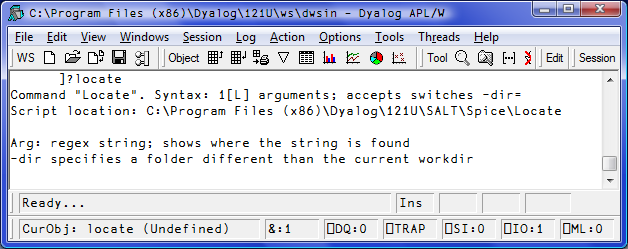 C:\Program Files (x86)\Dyalog\121U\ws\dwsin - Dyalog APL/W
File Edit View Windows Session Log Action Options Tools Threads Help
WS Object Tool Edit Session
]?locate
Command "Locate". Syntax: 1[L] arguments; accepts switches -dir=
Script location: C:\Program Files (x86)\Dyalog\121U\SALT\Spice\Locate
Arg: regex string; shows where the string is found
-dir specifies a folder different than the current workdir
Ready... Ins
CurObj: locate (Undefined) &:1 ⎕DQ:0 ⎕TRAP ⎕SI:0 ⎕IO:1 ⎕ML:0